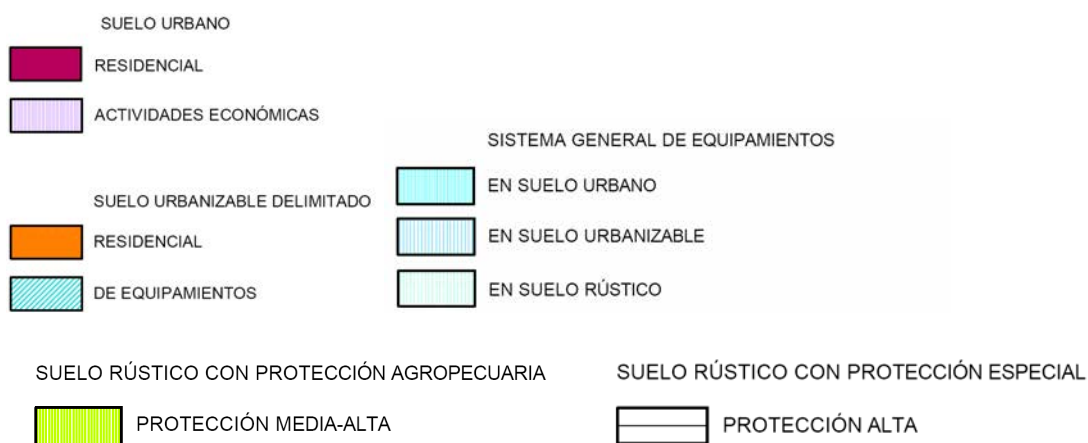 SUELO URBANO
RESIDENCIAL
ACTIVIDADES ECONÓMICAS
SUELO URBANIZABLE DELIMITADO
RESIDENCIAL
DE EQUIPAMIENTOS
SISTEMA GENERAL DE EQUIPAMIENTOS
EN SUELO URBANO
EN SUELO URBANIZABLE
EN SUELO RÚSTICO
SUELO RÚSTICO CON PROTECCIÓN AGROPECUARIA
PROTECCIÓN MEDIA-ALTA
SUELO RÚSTICO CON PROTECCIÓN ESPECIAL
PROTECCIÓN ALTA